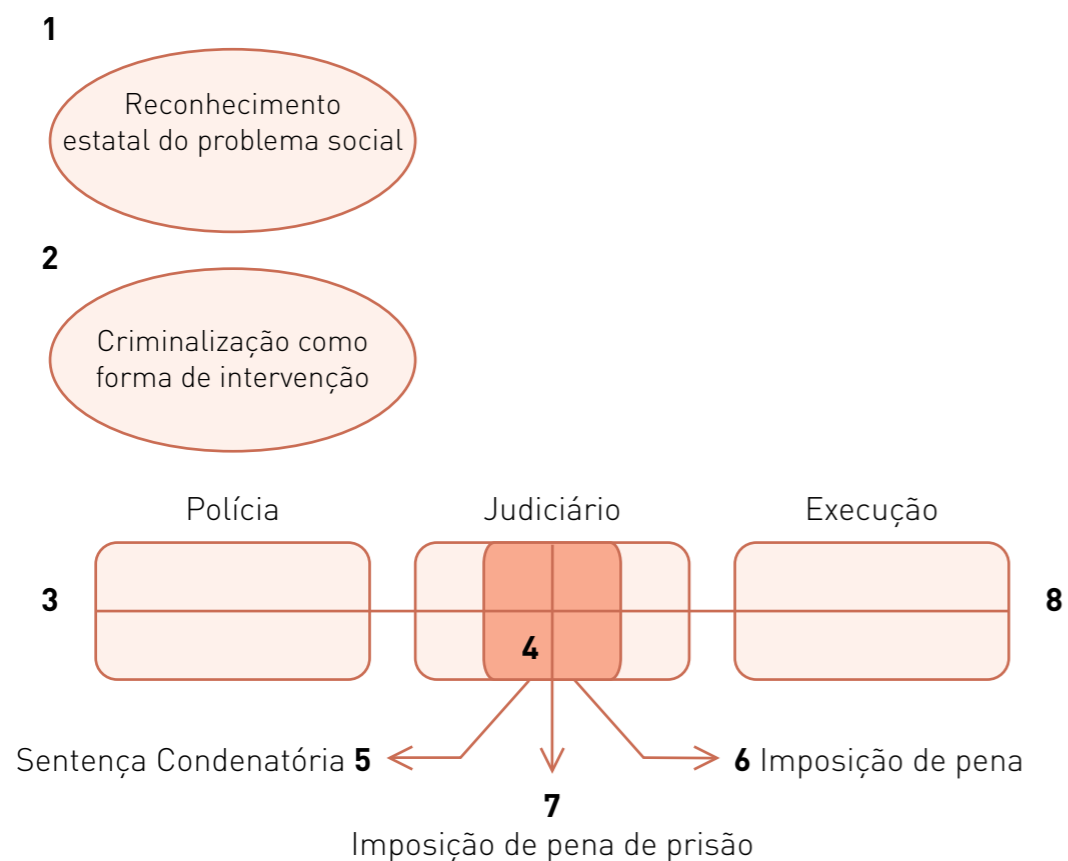 1
Reconhecimento
estatal do problema social
2
Criminalização como
forma de intervenção
Polícia
Judiciário
Execução
3
8
4
Sentença Condenatória 5
6 Imposição de pena
7
Imposição de pena de prisão